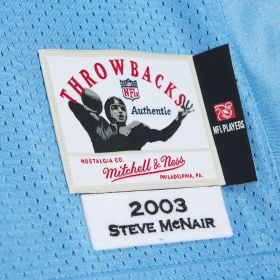 THROWBACKS
NFL
Authentic
NFL PLAYERS
NOSTALGIA CO.
Mitchell & Ness
PHILADELPHIA, PA.
2003
STEVE MCNAIR